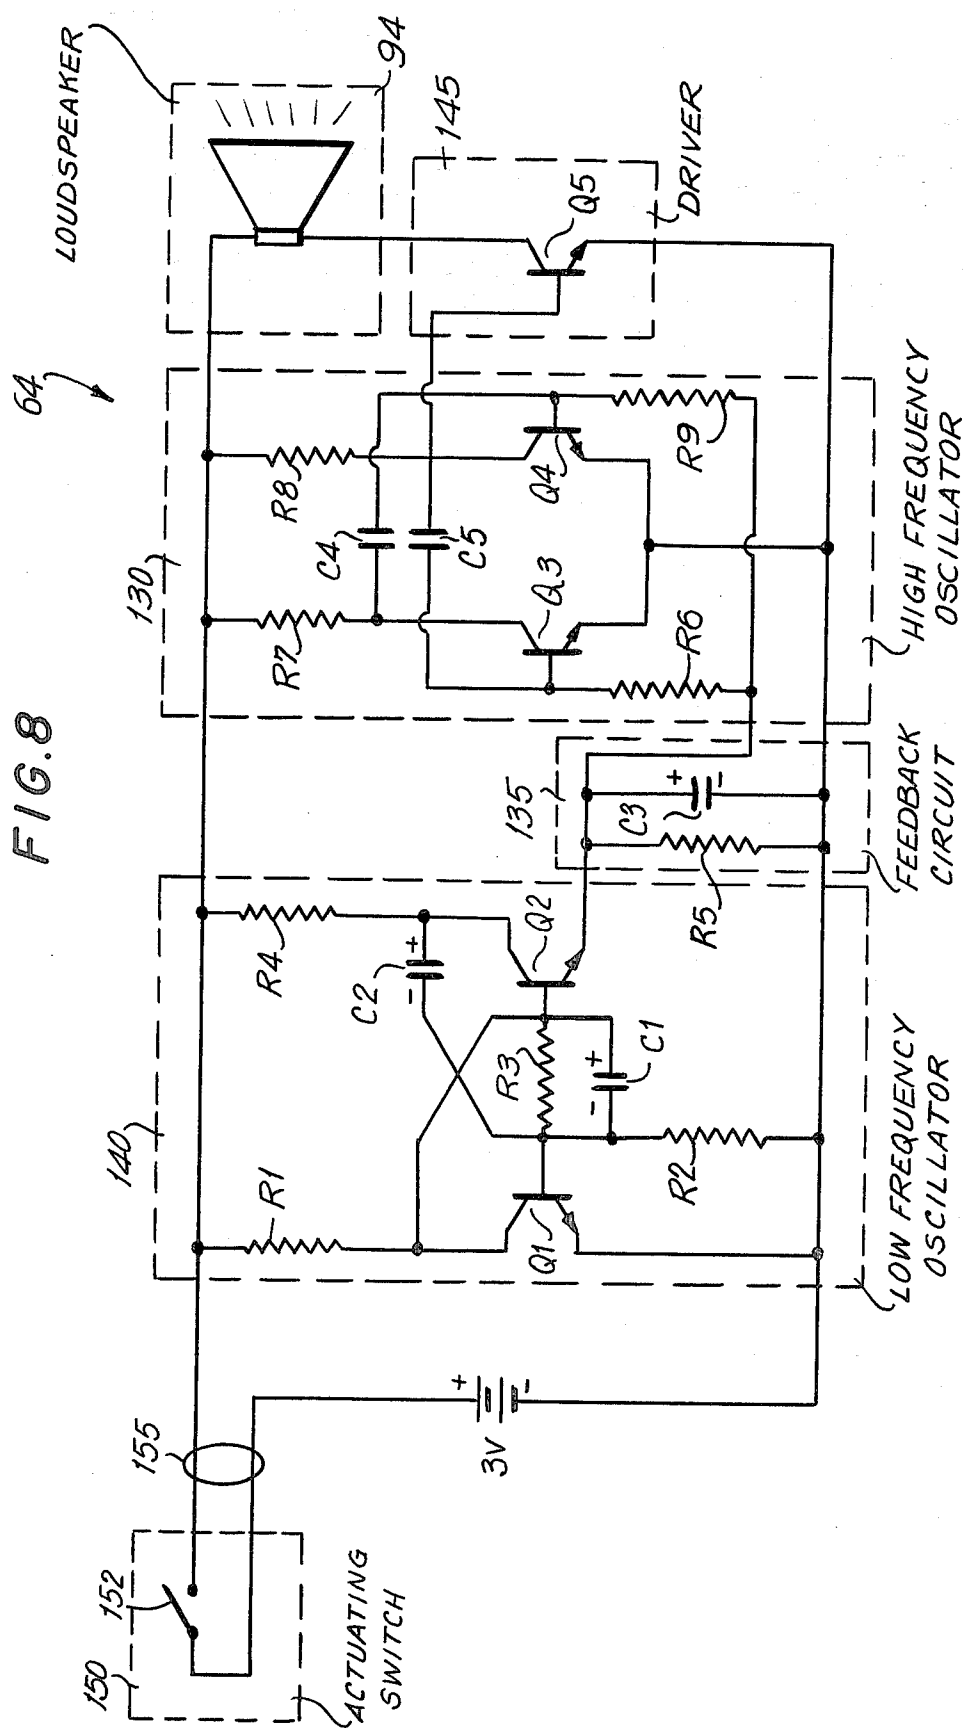 FIG. 8
64
LOUDSPEAKER
94
145
DRIVER
Q5
130
R7
R8
C4
C5
Q3
Q4
R6
R9
HIGH FREQUENCY
OSCILLATOR
135
C3
+
-
R5
FEEDBACK
CIRCUIT
140
R1
R4
C2
+
-
Q1
Q2
R3
C1
+
-
R2
LOW FREQUENCY
OSCILLATOR
155
+
-
3V
150
152
ACTUATING
SWITCH